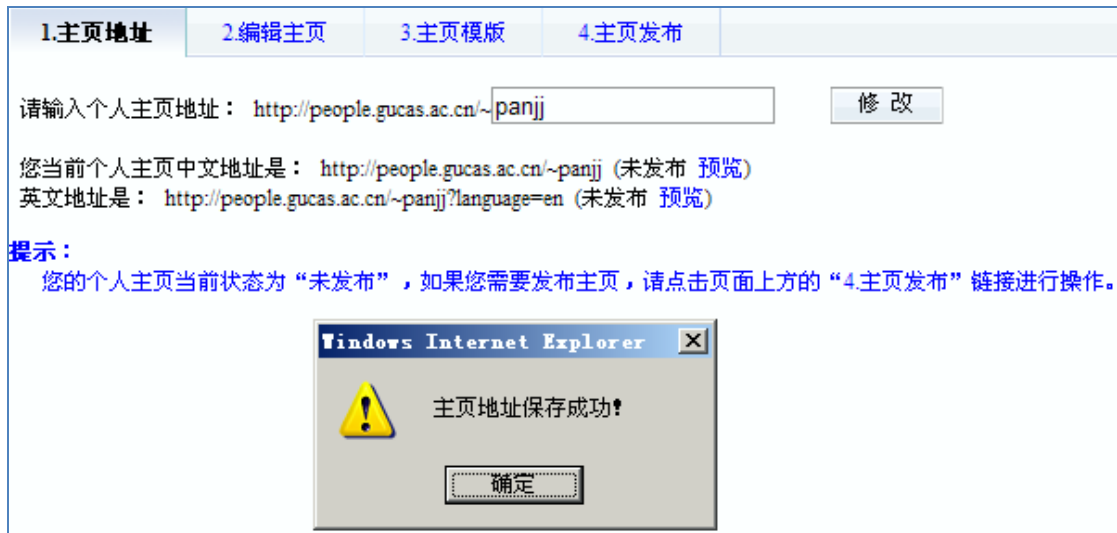 1.主页地址 2.编辑主页 3.主页模版 4.主页发布
请输入个人主页地址： http://people.gucas.ac.cn/~panjj 修 改
您当前个人主页中文地址是： http://people.gucas.ac.cn/~panjj (未发布 预览)
英文地址是： http://people.gucas.ac.cn/~panjj?language=en (未发布 预览)
提示：
您的个人主页当前状态为“未发布”，如果您需要发布主页，请点击页面上方的“4.主页发布”链接进行操作。
Windows Internet Explorer
主页地址保存成功!
确定